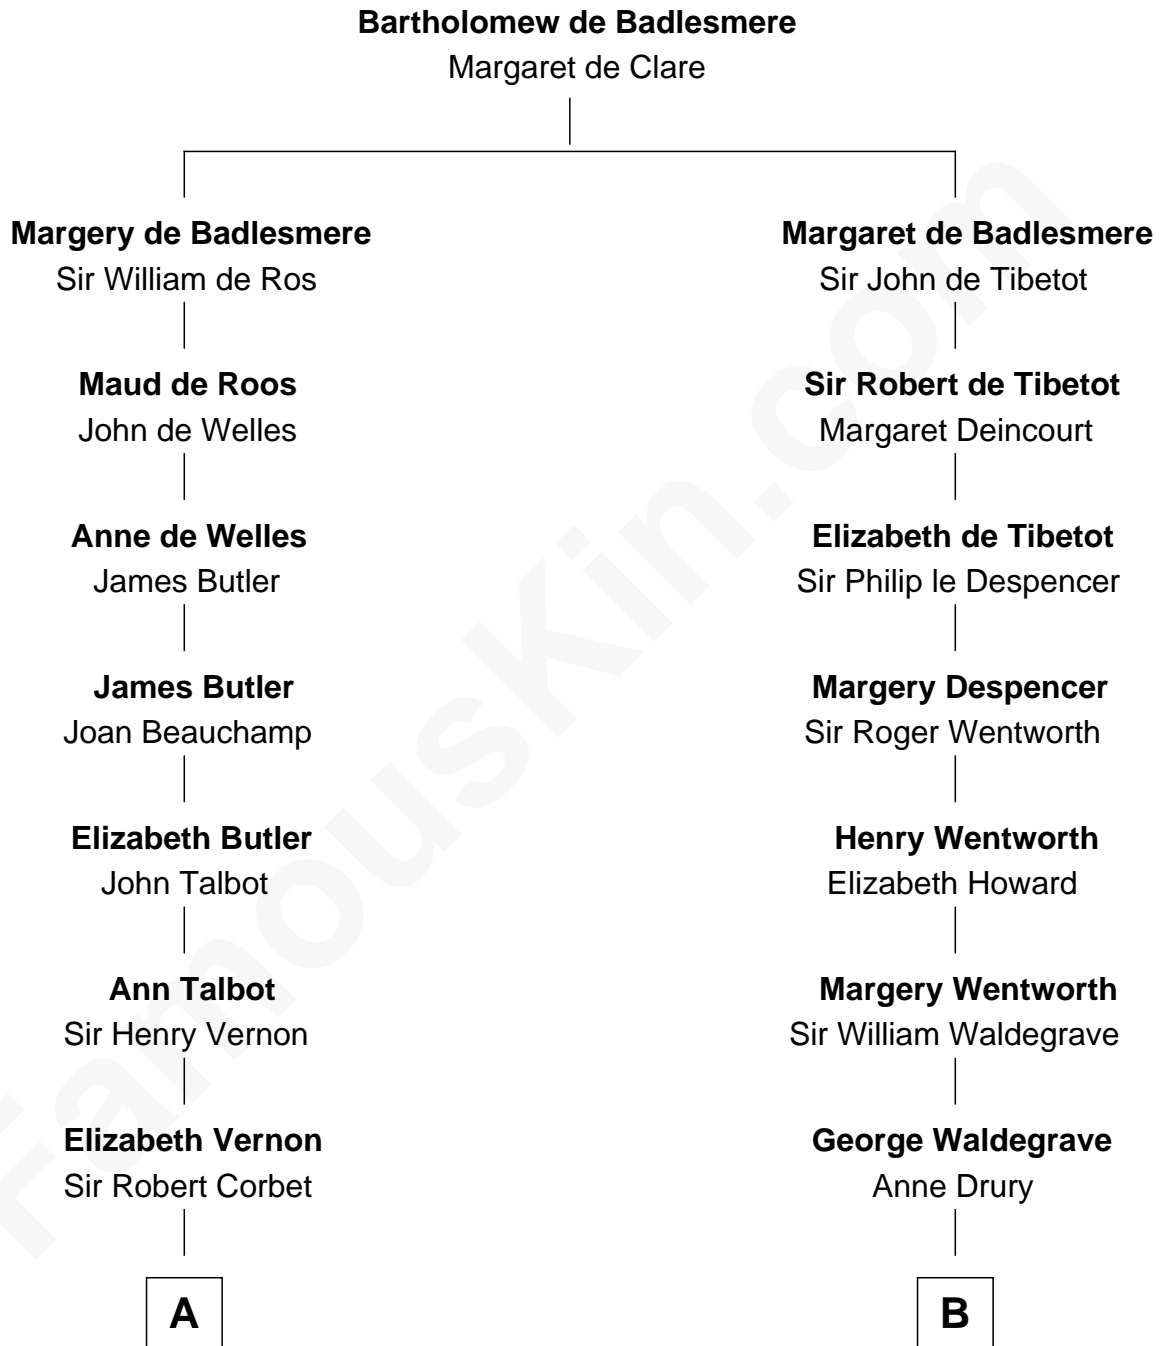 Bartholomew de Badlesmere
Margaret de Clare
Margery de Badlesmere
Sir William de Ros
Margaret de Badlesmere
Sir John de Tibetot
Maud de Roos
John de Welles
Sir Robert de Tibetot
Margaret Deincourt
Anne de Welles
James Butler
Elizabeth de Tibetot
Sir Philip le Despencer
James Butler
Joan Beauchamp
Margery Despencer
Sir Roger Wentworth
Elizabeth Butler
John Talbot
Henry Wentworth
Elizabeth Howard
Ann Talbot
Sir Henry Vernon
Margery Wentworth
Sir William Waldegrave
Elizabeth Vernon
Sir Robert Corbet
George Waldegrave
Anne Drury
A
B
FamousKin.com